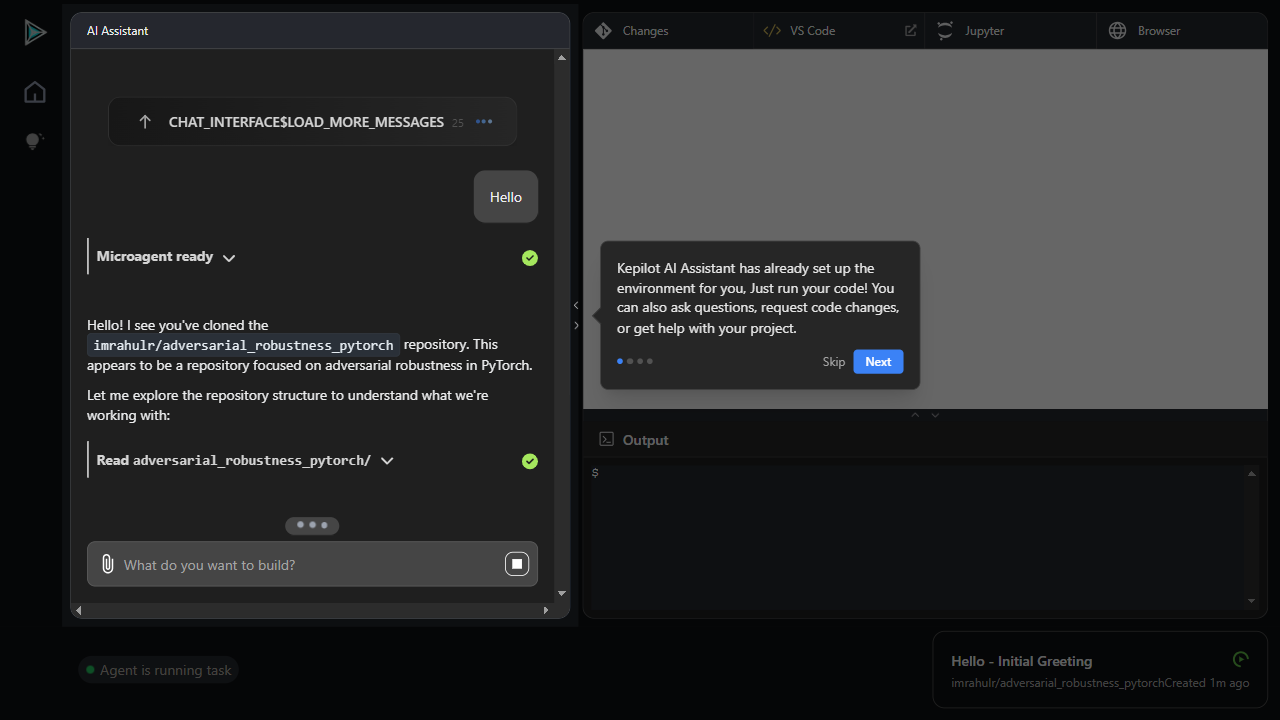 AI Assistant
CHAT_INTERFACE$LOAD_MORE_MESSAGES 25
Hello
Microagent ready
Hello! I see you've cloned the
imrahulr/adversarial_robustness_pytorch repository. This
appears to be a repository focused on adversarial robustness in PyTorch.
Let me explore the repository structure to understand what we're
working with:
Read adversarial_robustness_pytorch/
What do you want to build?
Agent is running task
Changes
VS Code
Jupyter
Browser
Kepilot AI Assistant has already set up the
environment for you, Just run your code! You
can also ask questions, request code changes,
or get help with your project.
Skip
Next
Output
$
Hello - Initial Greeting
imrahulr/adversarial_robustness_pytorchCreated 1m ago